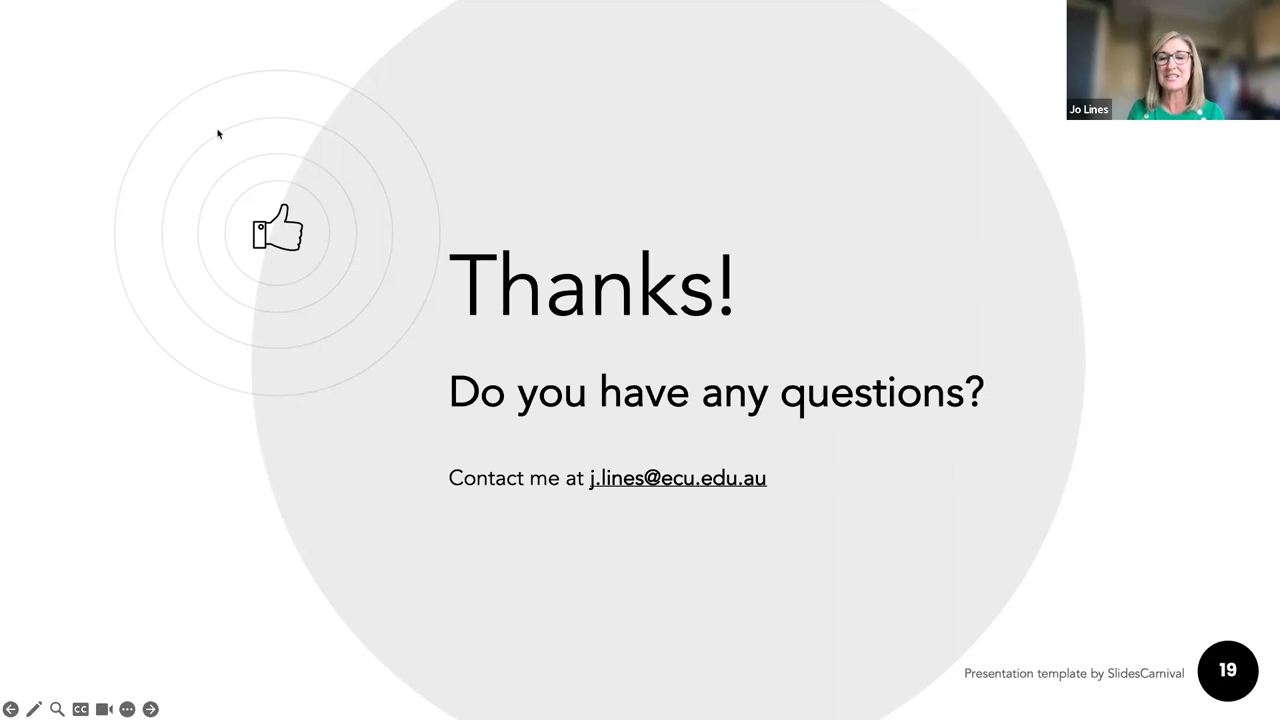 Jo Lines
Thanks!
Do you have any questions?
Contact me at j.lines@ecu.edu.au
Presentation template by SlidesCarnival
19
CC